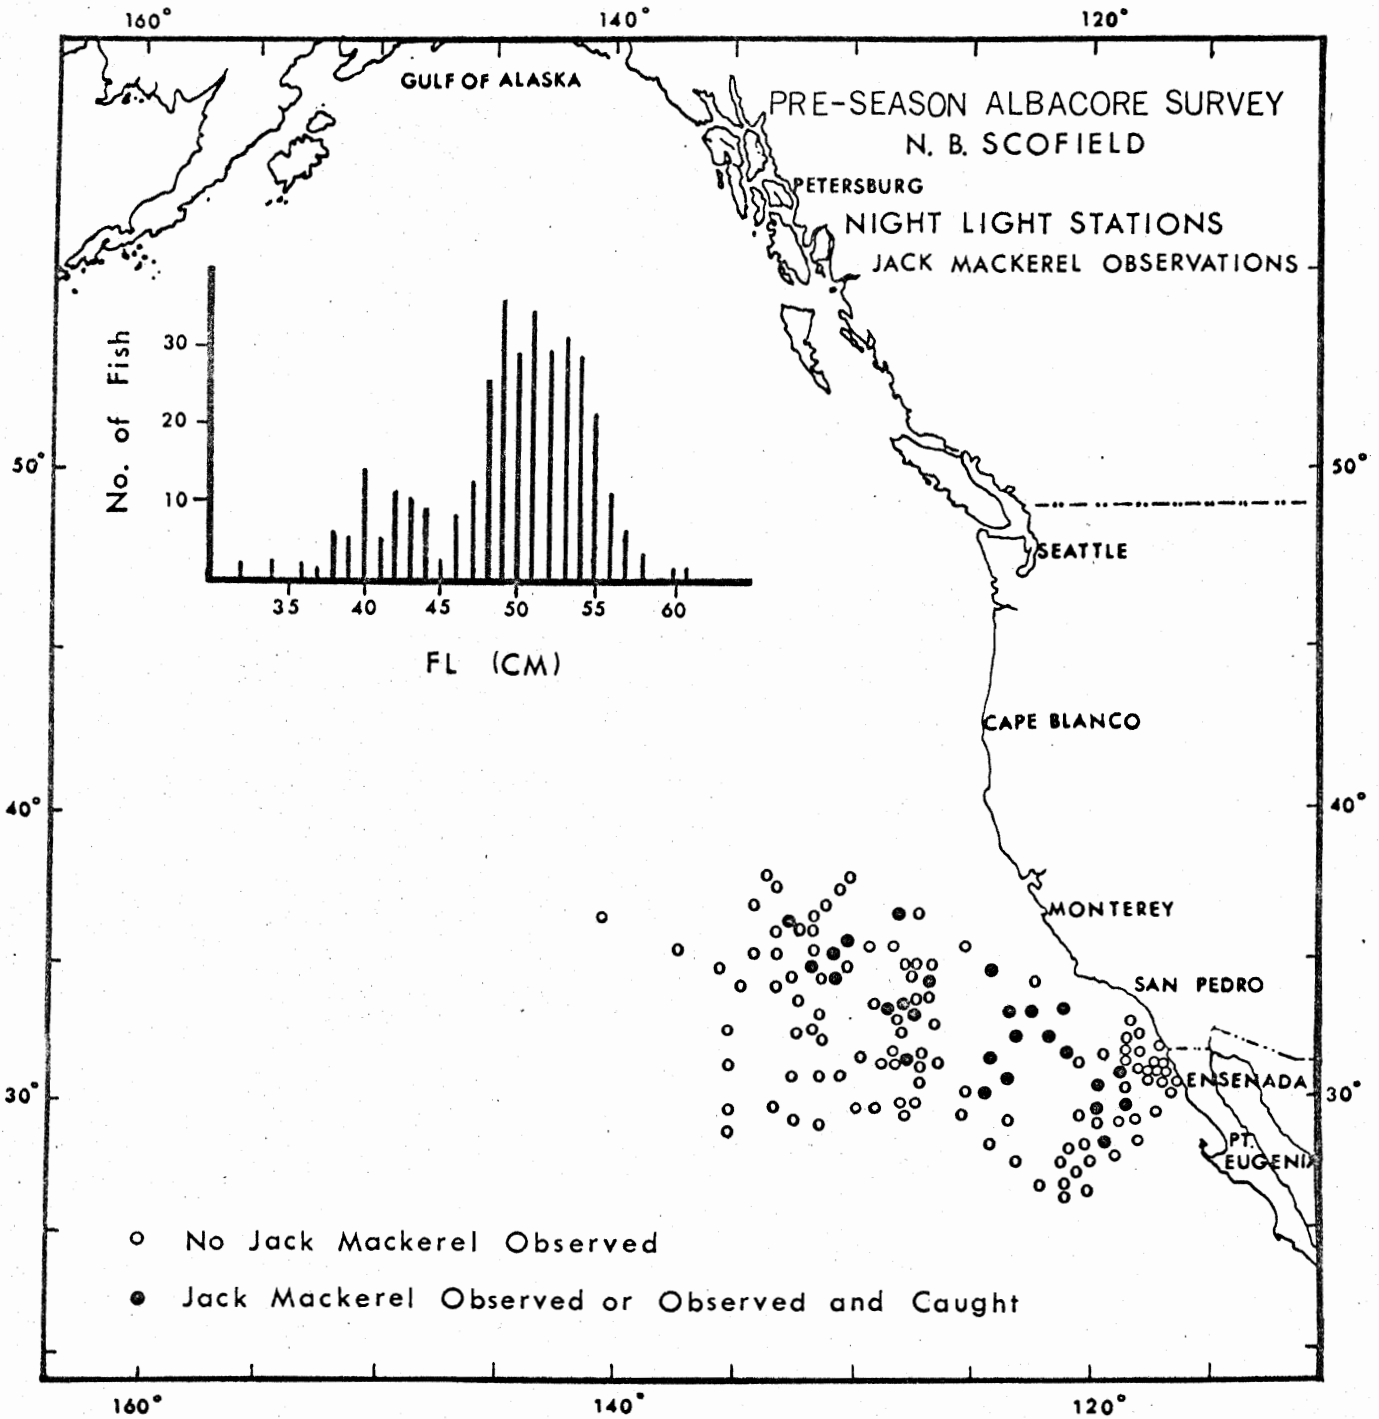 160° 140° 120°
GULF OF ALASKA
PRE-SEASON ALBACORE SURVEY
N. B. SCOFIELD
PETERSBURG
NIGHT LIGHT STATIONS
JACK MACKEREL OBSERVATIONS
No. of Fish
30
20
10
35 40 45 50 55 60
FL (CM)
50° 50°
SEATTLE
CAPE BLANCO
40° 40°
MONTEREY
SAN PEDRO
ENSENADA
30° 30°
PT.
EUGENIA
No Jack Mackerel Observed
Jack Mackerel Observed or Observed and Caught
160° 140° 120°